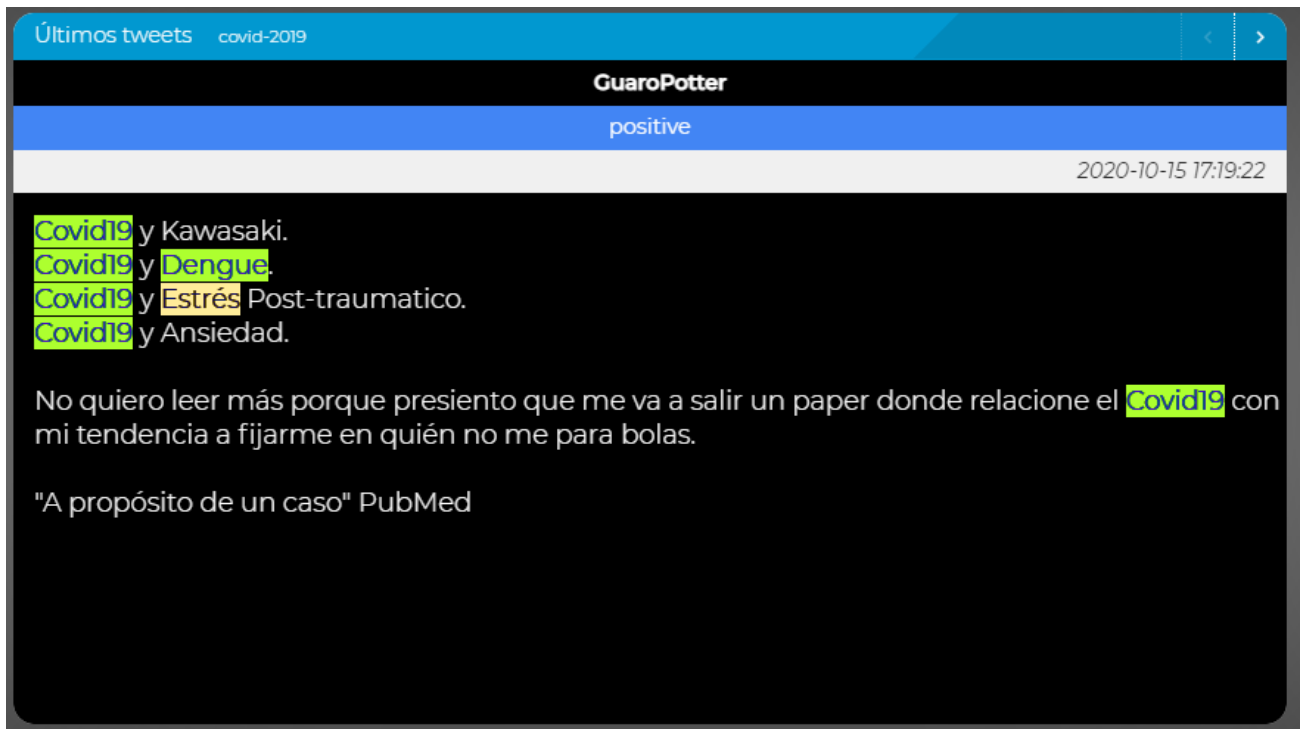 Últimos tweets covid-2019
GuaroPotter
positive
2020-10-15 17:19:22
Covid19 y Kawasaki.
Covid19 y Dengue.
Covid19 y Estrés Post-traumatico.
Covid19 y Ansiedad.
No quiero leer más porque presiento que me va a salir un paper donde relacione el Covid19 con
mi tendencia a fijarme en quién no me para bolas.
"A propósito de un caso" PubMed